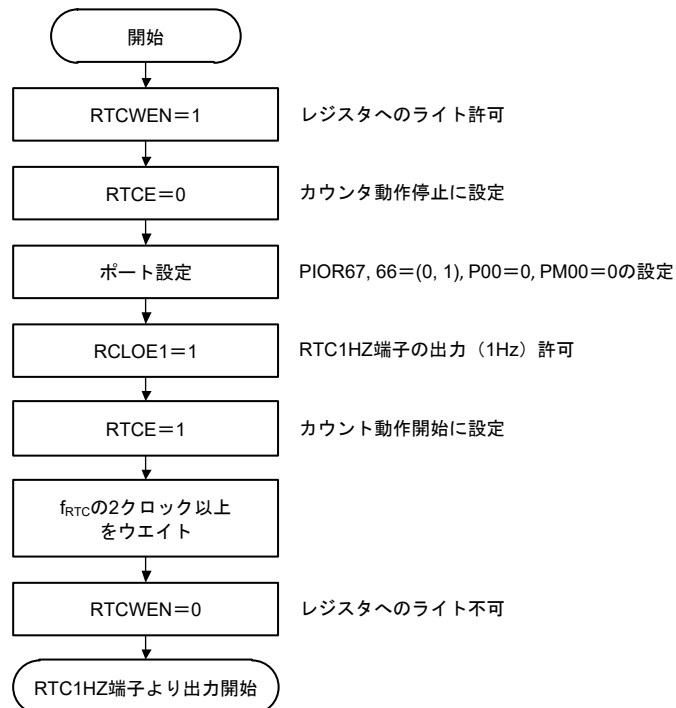 開始
RTCWEN＝1
レジスタへのライト許可
RTCE＝0
カウンタ動作停止に設定
ポート設定
PIOR67, 66＝(0, 1), P00＝0, PM00＝0の設定
RCLOE1＝1
RTC1HZ端子の出力（1Hz）許可
RTCE＝1
カウント動作開始に設定
fRTCの2クロック以上
をウエイト
RTCWEN＝0
レジスタへのライト不可
RTC1HZ端子より出力開始